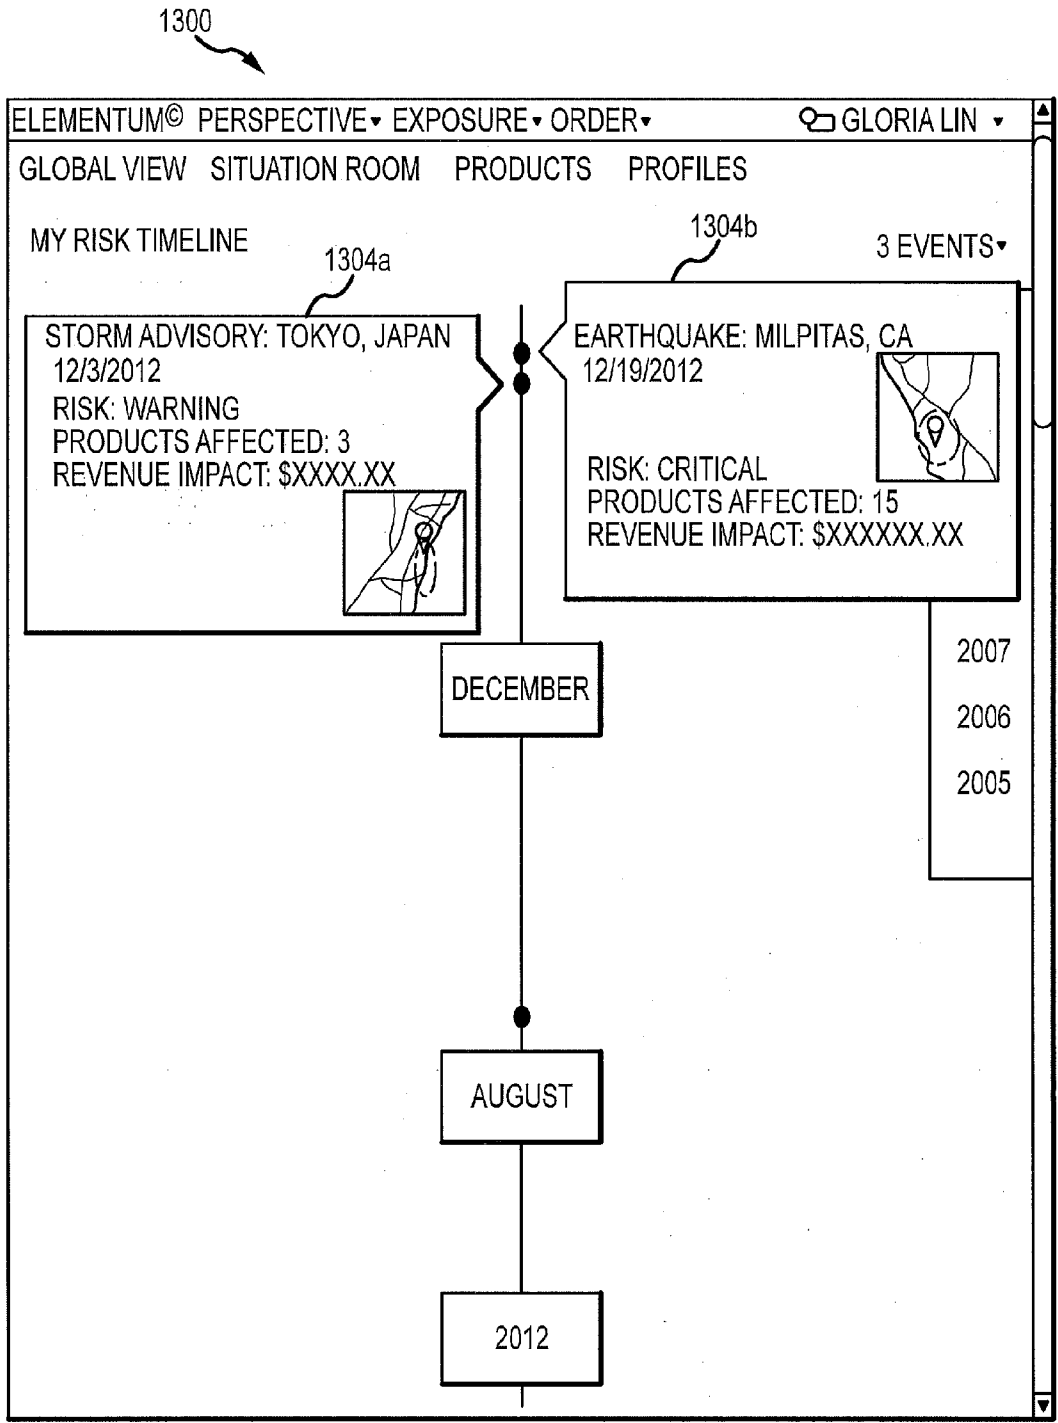 1300
ELEMENTUM© PERSPECTIVE▾ EXPOSURE▾ ORDER▾ GLORIA LIN ▾
GLOBAL VIEW SITUATION ROOM PRODUCTS PROFILES
MY RISK TIMELINE
1304a
1304b
3 EVENTS▾
STORM ADVISORY: TOKYO, JAPAN
12/3/2012
RISK: WARNING
PRODUCTS AFFECTED: 3
REVENUE IMPACT: $XXXX.XX
EARTHQUAKE: MILPITAS, CA
12/19/2012
RISK: CRITICAL
PRODUCTS AFFECTED: 15
REVENUE IMPACT: $XXXXXX.XX
2007
2006
2005
DECEMBER
AUGUST
2012